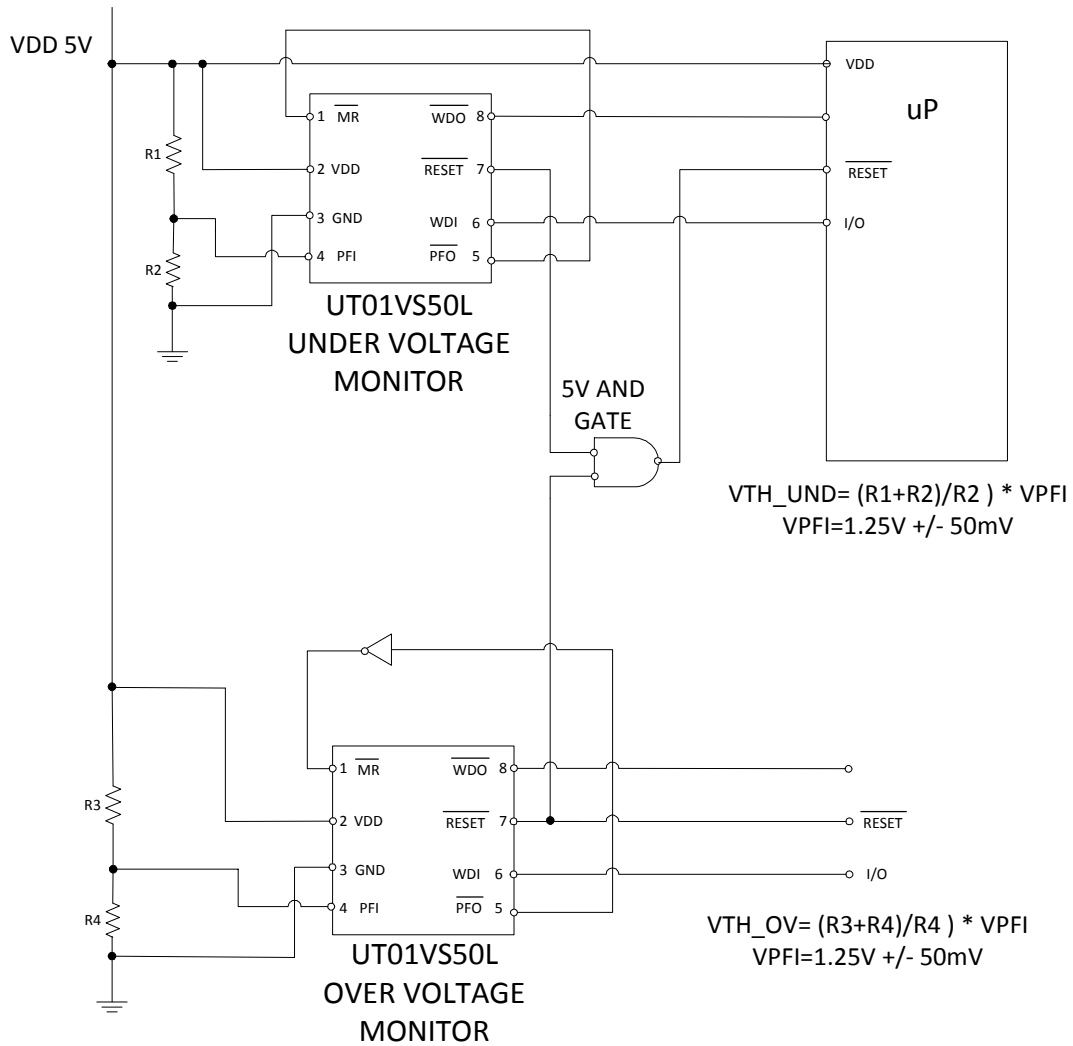 VDD 5V
VDD
uP
1 MR
WDO 8
R1
2 VDD
RESET 7
RESET
3 GND
WDI 6
I/O
R2
4 PFI
PFO 5
UT01VS50L
UNDER VOLTAGE
MONITOR
5V AND
GATE
VTH_UND= (R1+R2)/R2 ) * VPFI
VPFI=1.25V +/- 50mV
1 MR
WDO 8
R3
2 VDD
RESET 7
RESET
3 GND
WDI 6
I/O
R4
4 PFI
PFO 5
VTH_OV= (R3+R4)/R4 ) * VPFI
VPFI=1.25V +/- 50mV
UT01VS50L
OVER VOLTAGE
MONITOR